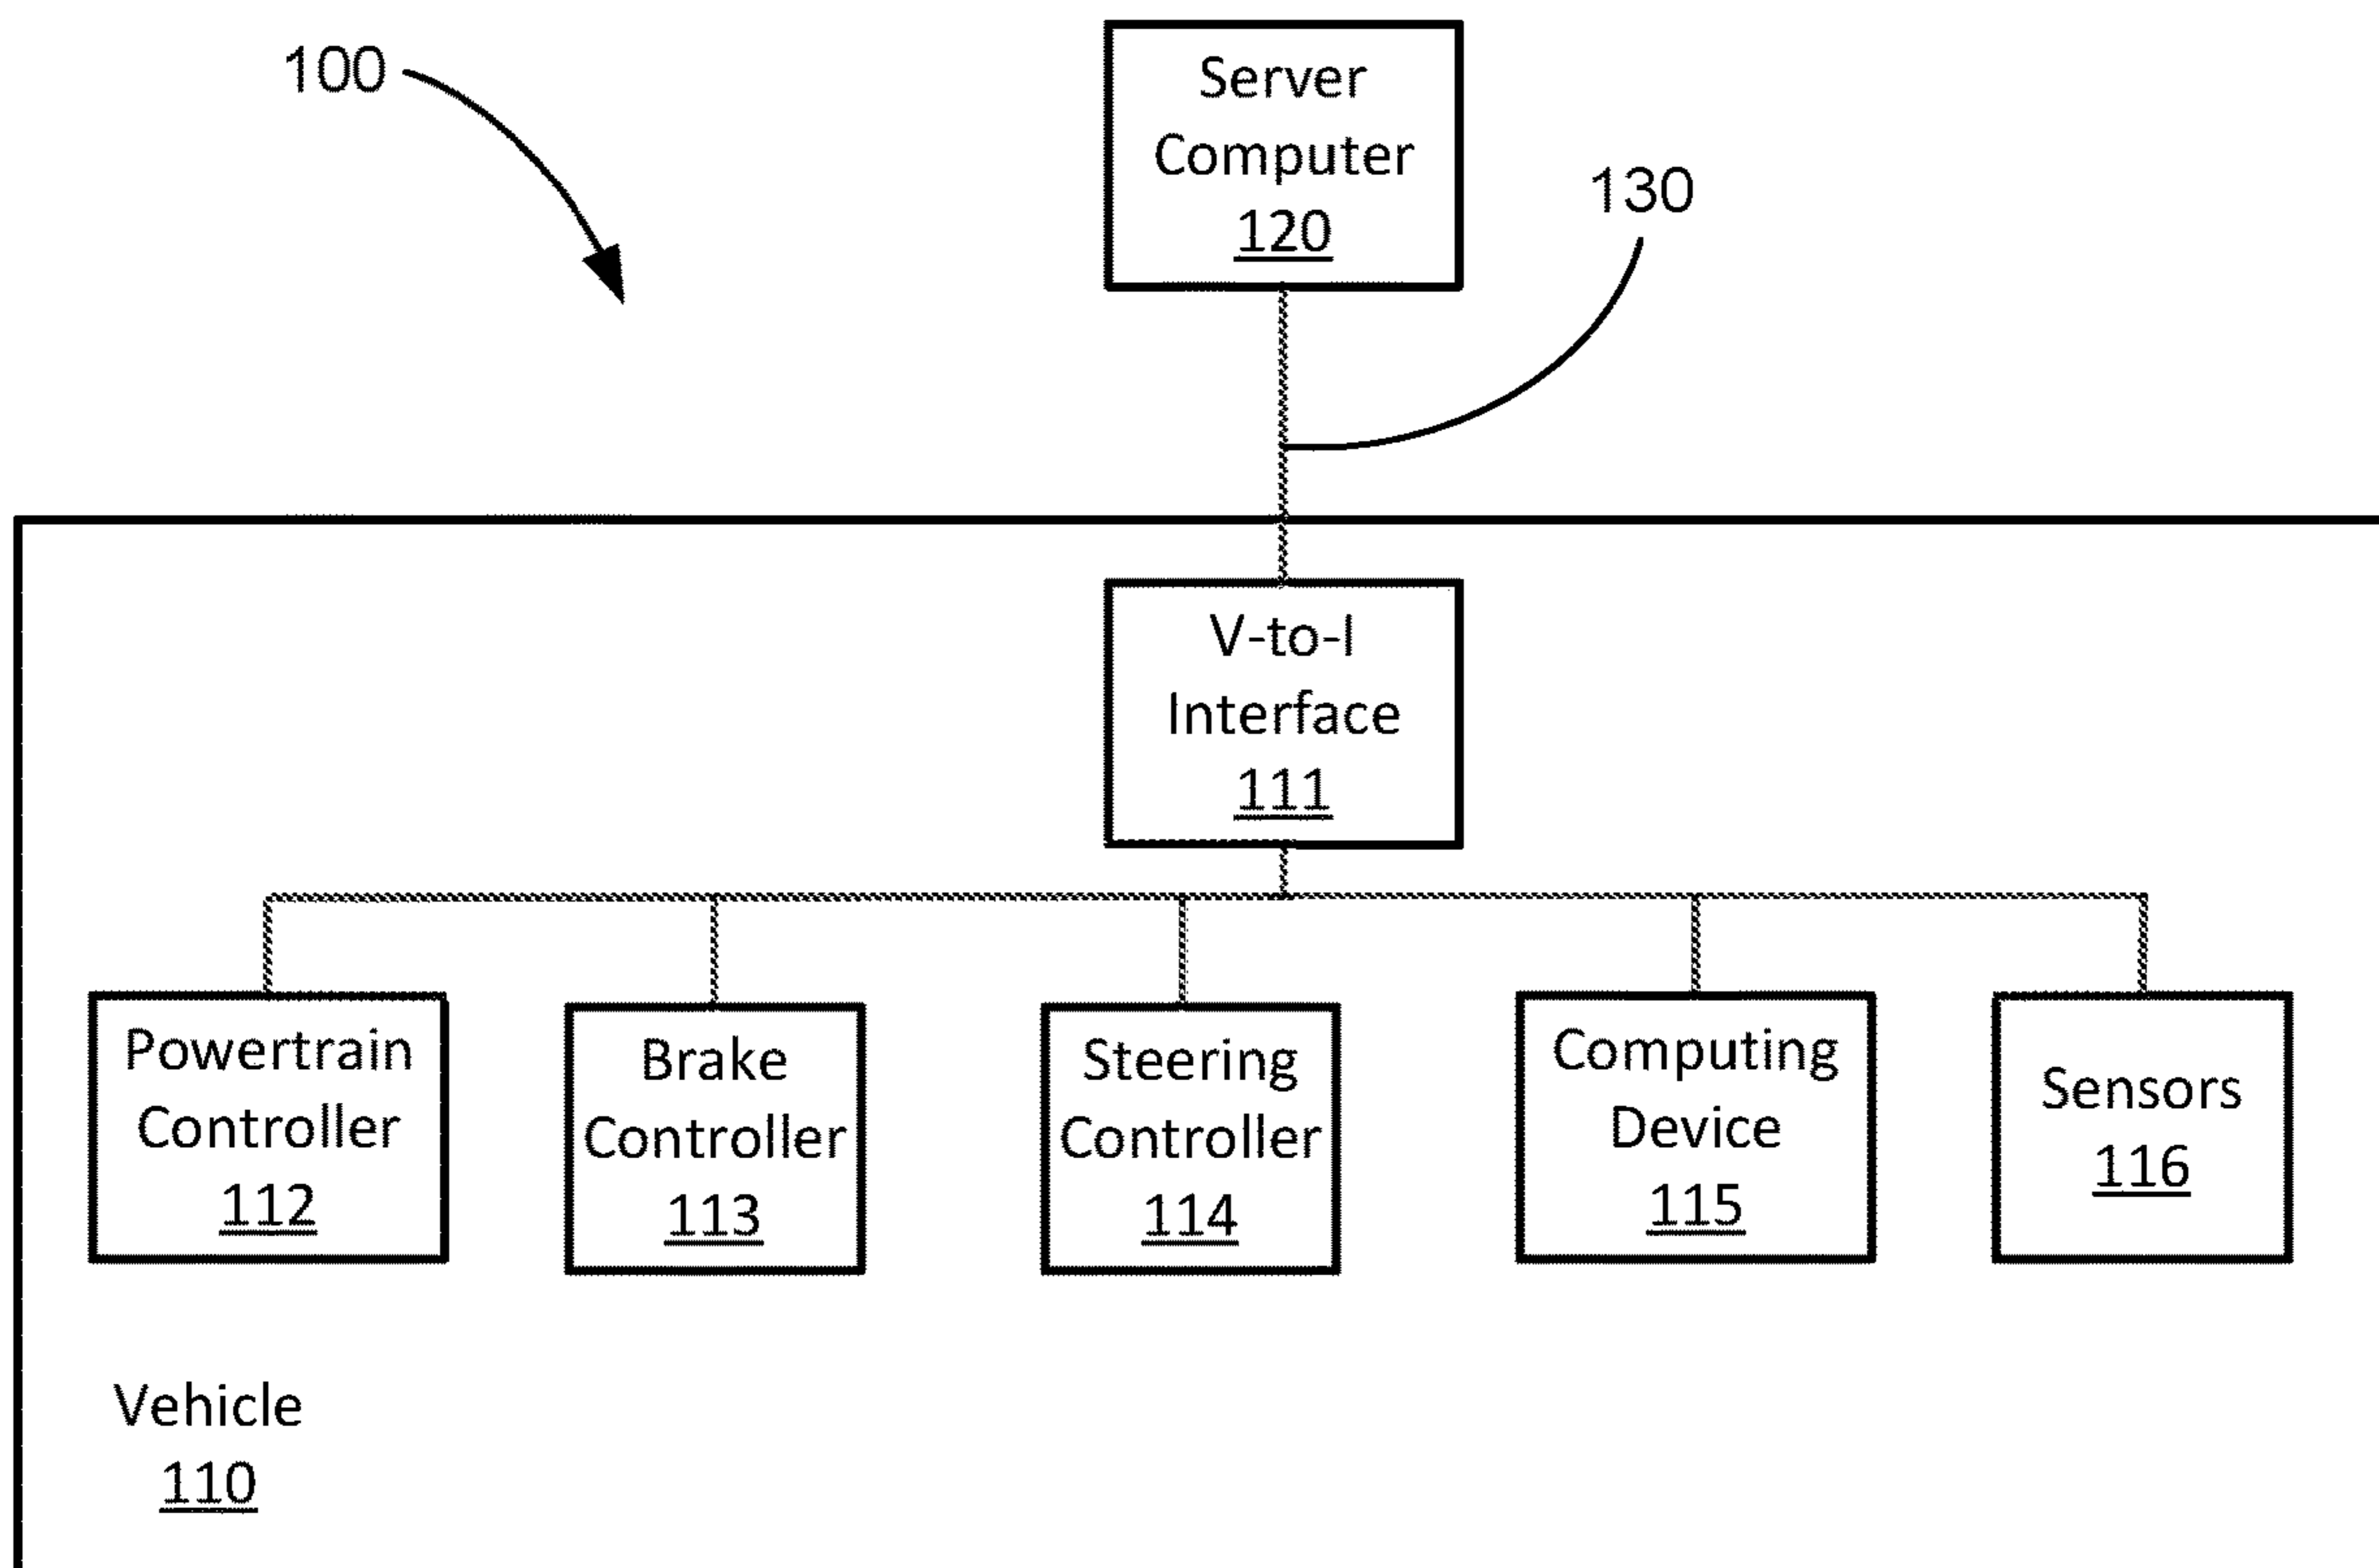 100
Server
Computer
120
130
V-to-I
Interface
111
Powertrain
Controller
112
Brake
Controller
113
Steering
Controller
114
Computing
Device
115
Sensors
116
Vehicle
110